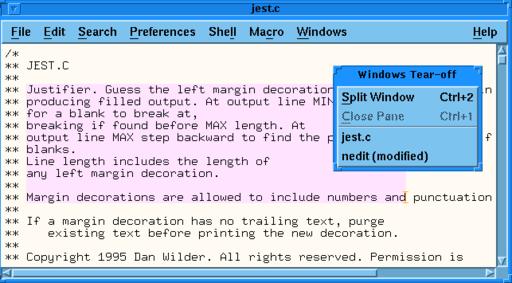 jest.c
File Edit Search Preferences Shell Macro Windows Help
/*
** JEST.C
**
** Justifier. Guess the left margin decoration in
** producing filled output. At output line MIN
** for a blank to break at,
** breaking if found before MAX length. At
** output line MAX step backward to find the p f
** blanks.
** Line length includes the length of
** any left margin decoration.
**
** Margin decorations are allowed to include numbers and punctuation
**
** If a margin decoration has no trailing text, purge
** existing text before printing the new decoration.
**
** Copyright 1995 Dan Wilder. All rights reserved. Permission is
Windows Tear-off
Split Window Ctrl+2
Close Pane Ctrl+1
jest.c
nedit (modified)